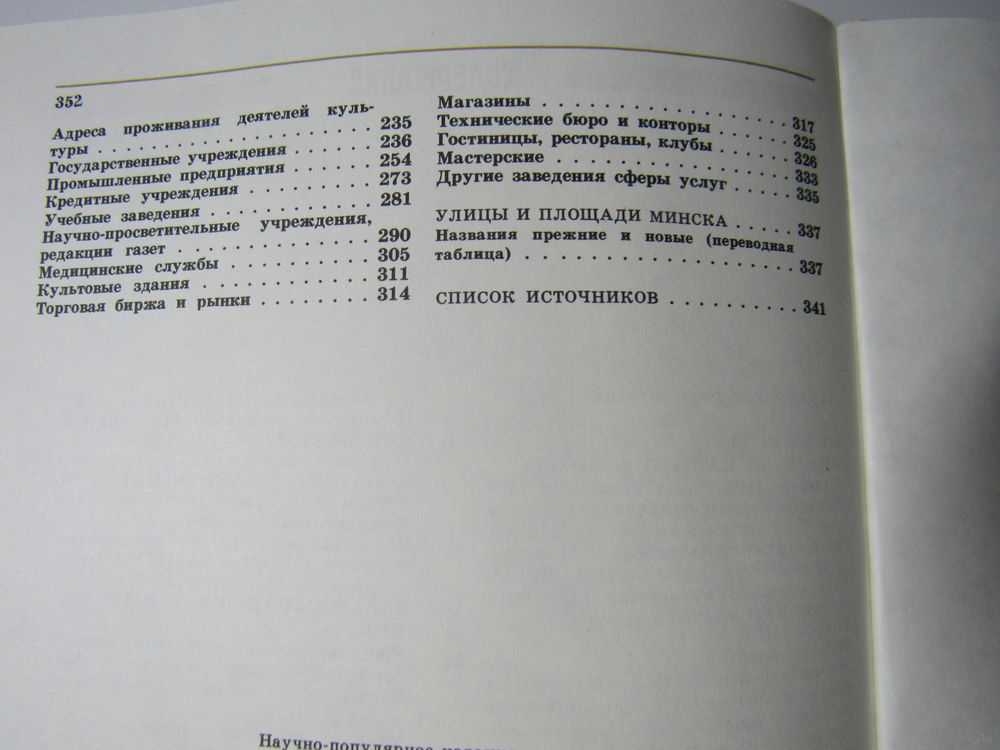 352
Адреса проживания деятелей куль-
туры . . . . . . . . . . . . . . . . . . . 235
Государственные учреждения . . . . . . 236
Промышленные предприятия . . . . . . 254
Кредитные учреждения . . . . . . . . . 273
Учебные заведения . . . . . . . . . . . 281
Научно-просветительные учреждения,
редакции газет . . . . . . . . . . . . . 290
Медицинские службы . . . . . . . . . . 305
Культовые здания . . . . . . . . . . . . 311
Торговая биржа и рынки . . . . . . . . 314
Магазины . . . . . . . . . . . . . . . . 317
Технические бюро и конторы . . . . . . 325
Гостиницы, рестораны, клубы . . . . . . 326
Мастерские . . . . . . . . . . . . . . . 333
Другие заведения сферы услуг . . . . . 335
УЛИЦЫ И ПЛОЩАДИ МИНСКА . . . . . 337
Названия прежние и новые (переводная
таблица) . . . . . . . . . . . . . . . . . 337
СПИСОК ИСТОЧНИКОВ . . . . . . . . . . 341
Научно-популярное